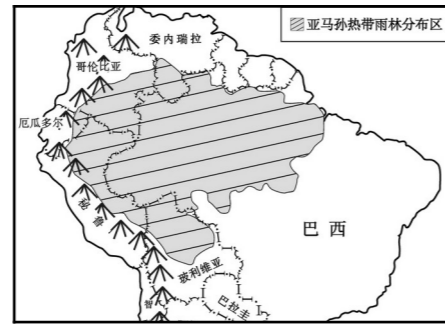 亚马孙热带雨林分布区
委内瑞拉
哥伦比亚
厄瓜多尔
秘鲁
巴西
玻利维亚
智
巴拉圭